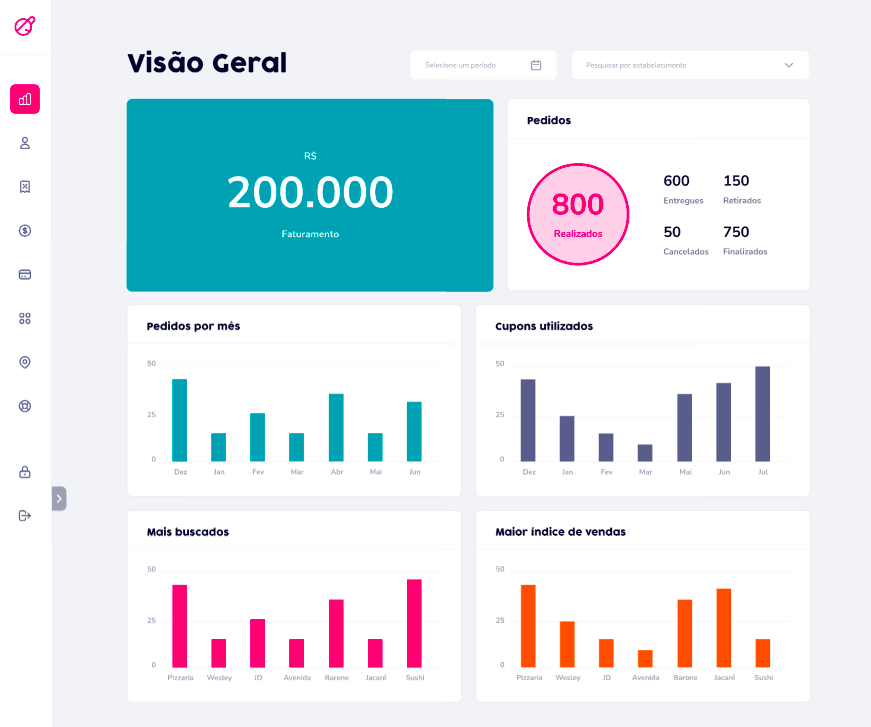 Visão Geral
Selecione um período
Pesquisar por estabelecimento
R$
200.000
Faturamento
Pedidos
800
Realizados
600
Entregues
150
Retirados
50
Cancelados
750
Finalizados
Pedidos por mês
50
25
0
Dez Jan Fev Mar Abr Mai Jun
Cupons utilizados
50
25
0
Dez Jan Fev Mar Mai Jun Jul
Mais buscados
50
25
0
Pizzaria Wesley JD Avenida Barone Jacaré Sushi
Maior índice de vendas
50
25
0
Pizzaria Wesley JD Avenida Barone Jacaré Sushi